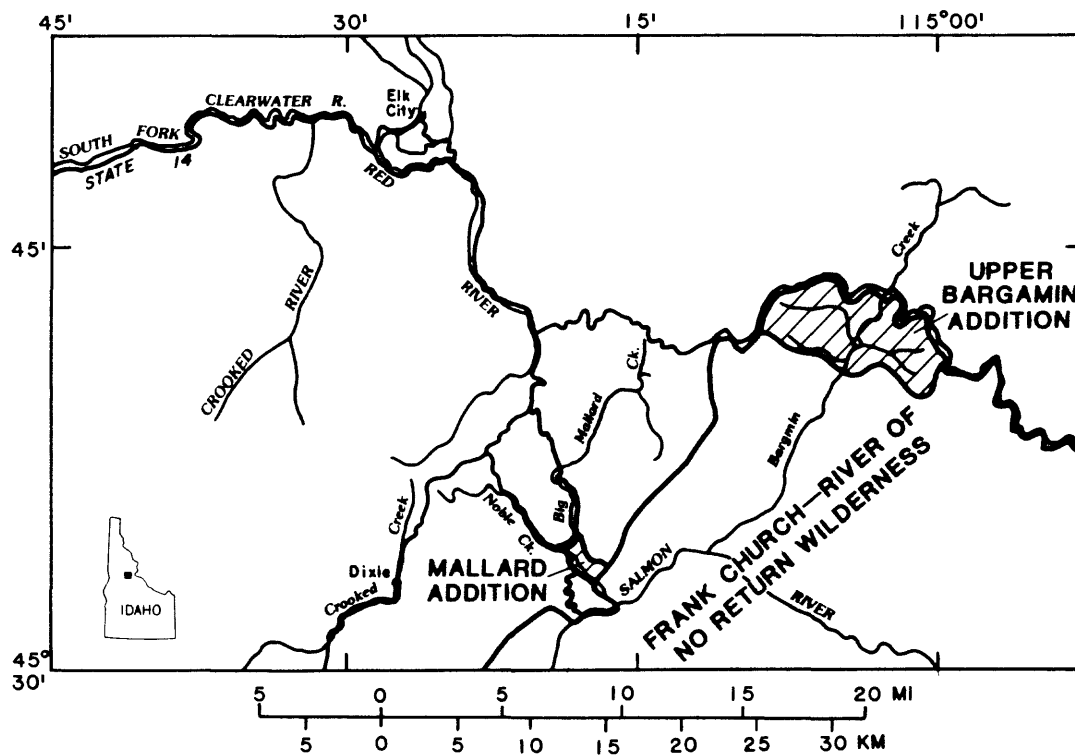 45'
30'
15'
115°00'
CLEARWATER R.
Elk
City
SOUTH FORK
STATE 14
RED
45'
Creek
UPPER
BARGAMIN
ADDITION
RIVER
RIVER
CROOKED
Ck.
Mallard
Bargmin
Creek
Noble Ck.
Big
FRANK CHURCH—RIVER OF
NO RETURN WILDERNESS
MALLARD
ADDITION
SALMON
RIVER
Dixie
Crooked
IDAHO
45°
30'
5 0 5 10 15 20 MI
5 0 5 10 15 20 25 30 KM